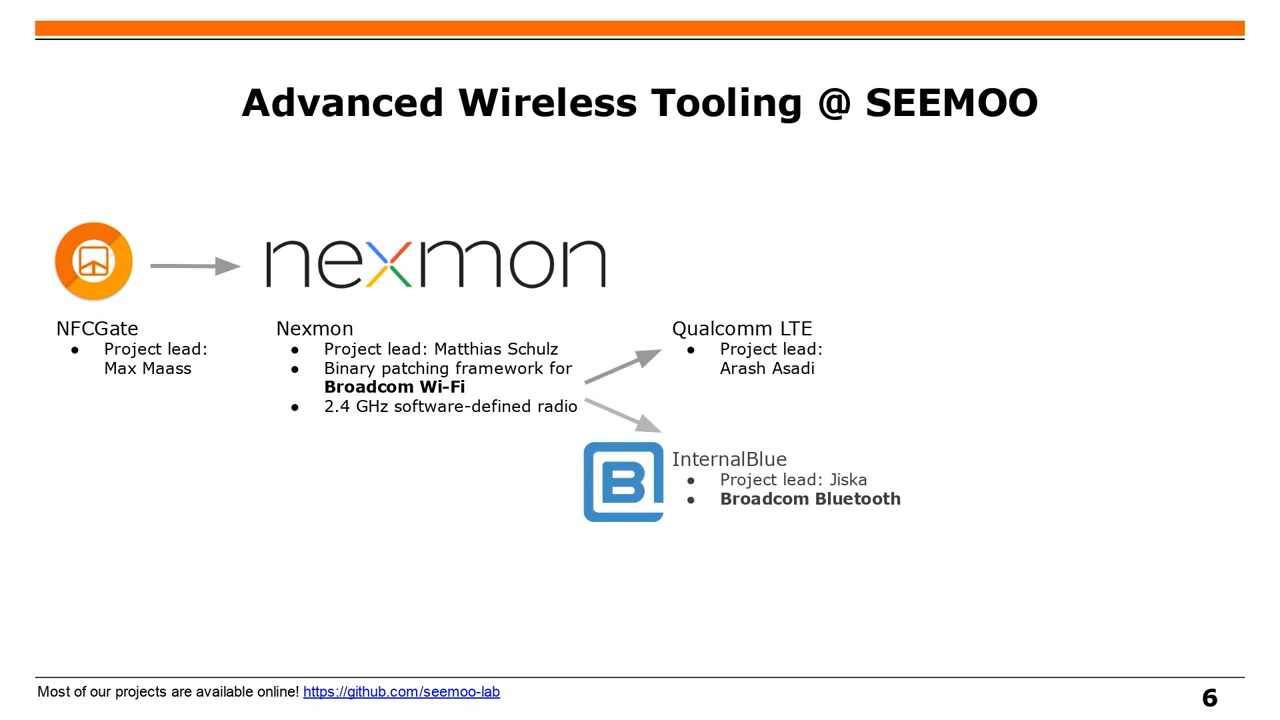 Advanced Wireless Tooling @ SEEMOO
nexmon
NFCGate
● Project lead:
Max Maass
Nexmon
● Project lead: Matthias Schulz
● Binary patching framework for
Broadcom Wi-Fi
● 2.4 GHz software-defined radio
Qualcomm LTE
● Project lead:
Arash Asadi
B
InternalBlue
● Project lead: Jiska
● Broadcom Bluetooth
Most of our projects are available online! https://github.com/seemoo-lab
6